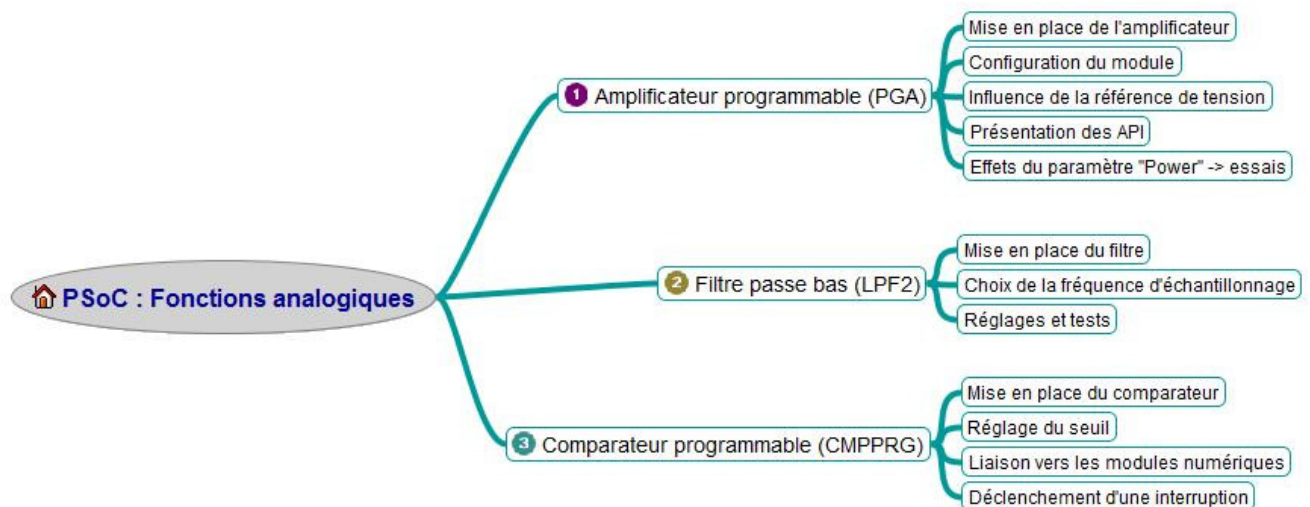 PSoC : Fonctions analogiques
1 Amplificateur programmable (PGA)
Mise en place de l'amplificateur
Configuration du module
Influence de la référence de tension
Présentation des API
Effets du paramètre "Power" -> essais
2 Filtre passe bas (LPF2)
Mise en place du filtre
Choix de la fréquence d'échantillonnage
Réglages et tests
3 Comparateur programmable (CMPPRG)
Mise en place du comparateur
Réglage du seuil
Liaison vers les modules numériques
Déclenchement d'une interruption